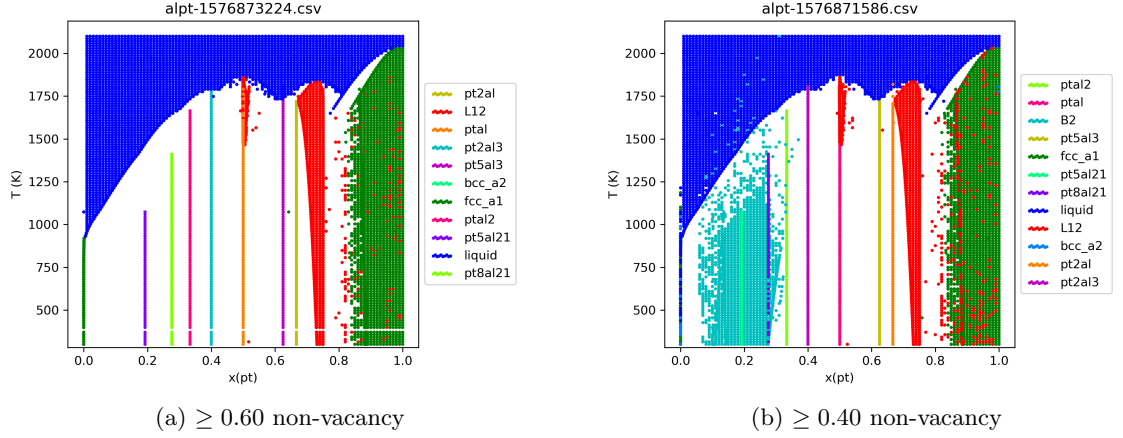 alpt-1576873224.csv
T (K)
2000
1750
1500
1250
1000
750
500
0.0 0.2 0.4 0.6 0.8 1.0
x(pt)
pt2al
L12
ptal
pt2al3
pt5al3
bcc_a2
fcc_a1
ptal2
pt5al21
liquid
pt8al21
(a) ≥ 0.60 non-vacancy
alpt-1576871586.csv
T (K)
2000
1750
1500
1250
1000
750
500
0.0 0.2 0.4 0.6 0.8 1.0
x(pt)
ptal2
ptal
B2
pt5al3
fcc_a1
pt5al21
pt8al21
liquid
L12
bcc_a2
pt2al
pt2al3
(b) ≥ 0.40 non-vacancy